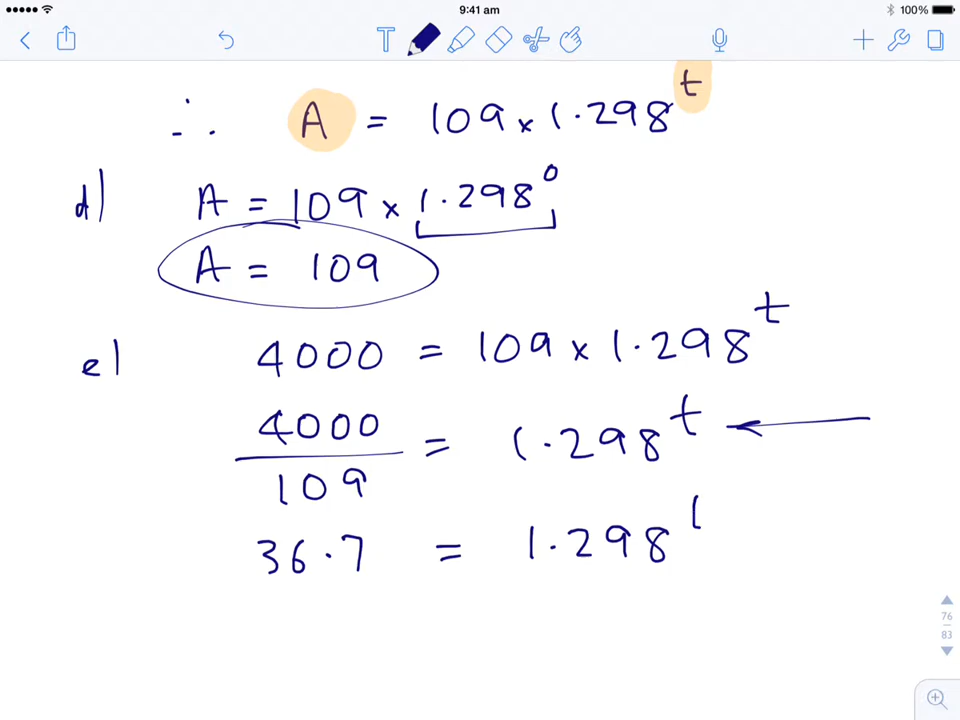 9:41 am
100%
T
∴ A = 109 × 1.298^t
d) A = 109 × 1.298^0
A = 109
e) 4000 = 109 × 1.298^t
4000/109 = 1.298^t ←
36.7 = 1.298^(
76
83